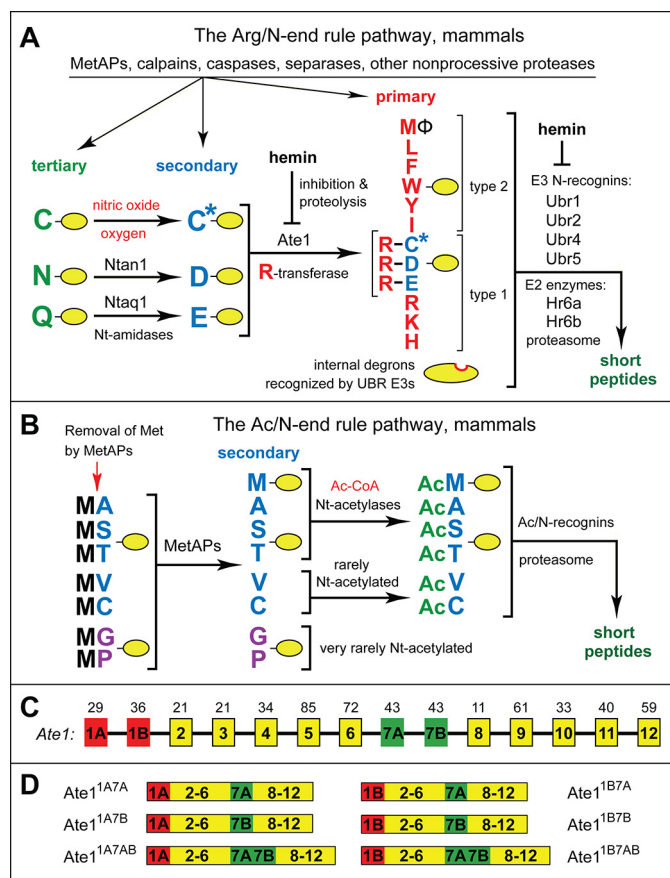 A
The Arg/N-end rule pathway, mammals
MetAPs, calpains, caspases, separases, other nonprocessive proteases
primary
tertiary
secondary
hemin
inhibition &
proteolysis
MΦ
L
F
W
Y
I
type 2
hemin
E3 N-recognins:
Ubr1
Ubr2
Ubr4
Ubr5
C
nitric oxide
oxygen
C*
Ate1
R-transferase
R-C*
R-D
R-E
R
K
H
type 1
N
Ntan1
D
Q
Ntaq1
Nt-amidases
E
E2 enzymes:
Hr6a
Hr6b
proteasome
short
peptides
internal degrons
recognized by UBR E3s
B
The Ac/N-end rule pathway, mammals
Removal of Met
by MetAPs
secondary
MA
MS
MT
MV
MC
MG
MP
MetAPs
M
A
S
T
V
C
G
P
Ac-CoA
Nt-acetylases
rarely
Nt-acetylated
very rarely Nt-acetylated
AcM
AcA
AcS
AcT
AcV
AcC
Ac/N-recognins
proteasome
short
peptides
C
29 36 21 21 34 85 72 43 43 11 61 33 40 59
Ate1: 1A 1B 2 3 4 5 6 7A 7B 8 9 10 11 12
D
Ate1 1A7A 1A 2-6 7A 8-12 1B 2-6 7A 8-12 Ate1 1B7A
Ate1 1A7B 1A 2-6 7B 8-12 1B 2-6 7B 8-12 Ate1 1B7B
Ate1 1A7AB 1A 2-6 7A 7B 8-12 1B 2-6 7A 7B 8-12 Ate1 1B7AB